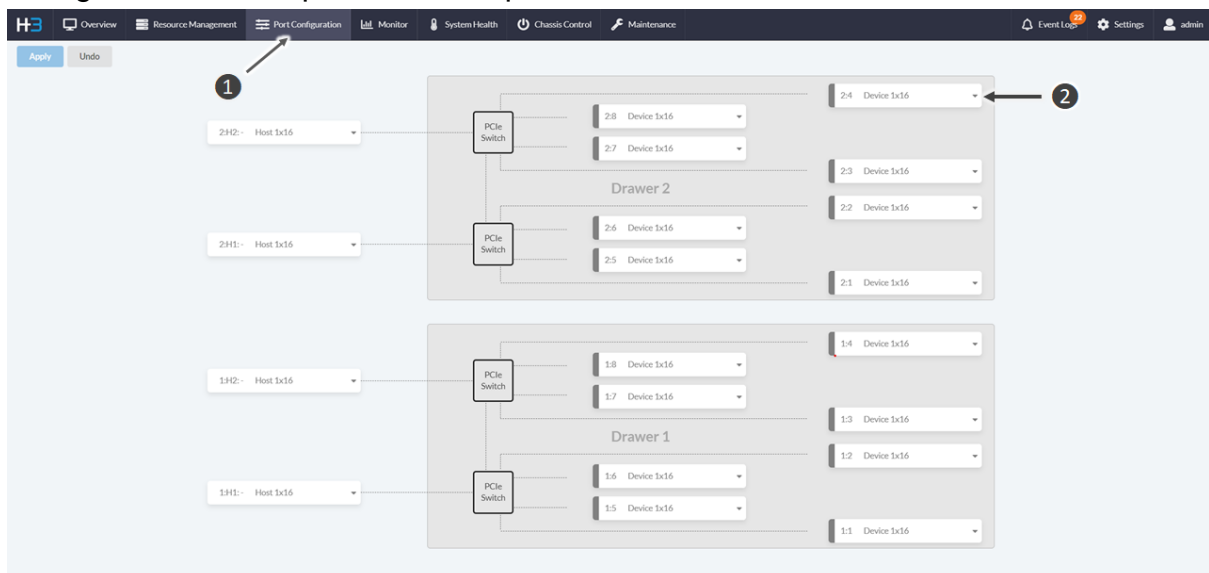 H3 Overview Resource Management Port Configuration Monitor System Health Chassis Control Maintenance Event Logs 22 Settings admin
Apply Undo
1
2:4 Device 1x16
2
2:8 Device 1x16
PCIe
Switch
2:H2:- Host 1x16
2:7 Device 1x16
2:3 Device 1x16
Drawer 2
2:2 Device 1x16
2:6 Device 1x16
PCIe
Switch
2:H1:- Host 1x16
2:5 Device 1x16
2:1 Device 1x16
1:4 Device 1x16
1:8 Device 1x16
PCIe
Switch
1:H2:- Host 1x16
1:7 Device 1x16
1:3 Device 1x16
Drawer 1
1:2 Device 1x16
1:6 Device 1x16
PCIe
Switch
1:H1:- Host 1x16
1:5 Device 1x16
1:1 Device 1x16